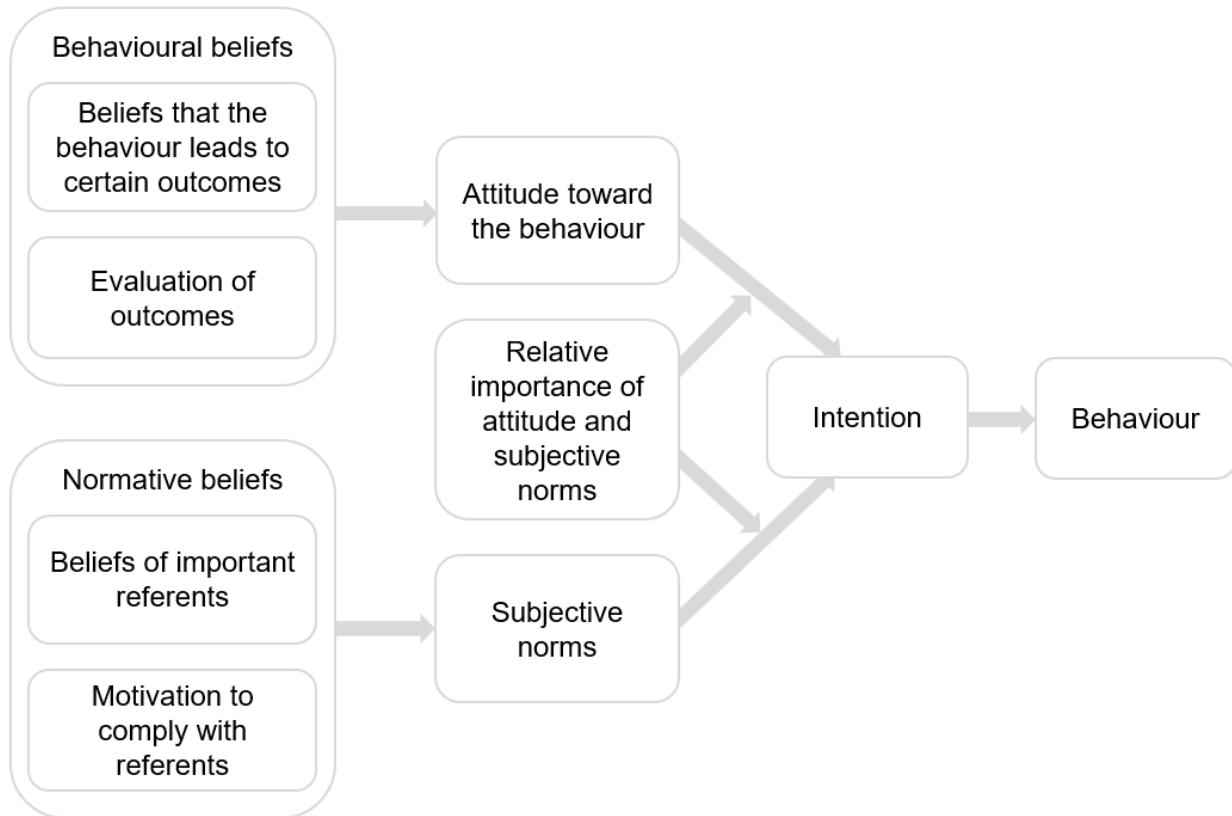 Behavioural beliefs
Beliefs that the
behaviour leads to
certain outcomes
Evaluation of
outcomes
Normative beliefs
Beliefs of important
referents
Motivation to
comply with
referents
Attitude toward
the behaviour
Relative
importance of
attitude and
subjective
norms
Subjective
norms
Intention
Behaviour